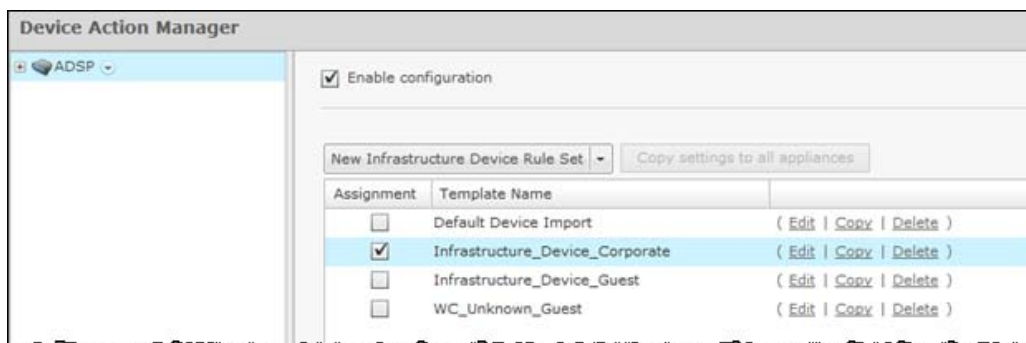 Device Action Manager
ADSP
Enable configuration
New Infrastructure Device Rule Set
Copy settings to all appliances
Assignment Template Name
Default Device Import ( Edit | Copy | Delete )
Infrastructure_Device_Corporate ( Edit | Copy | Delete )
Infrastructure_Device_Guest ( Edit | Copy | Delete )
WC_Unknown_Guest ( Edit | Copy | Delete )